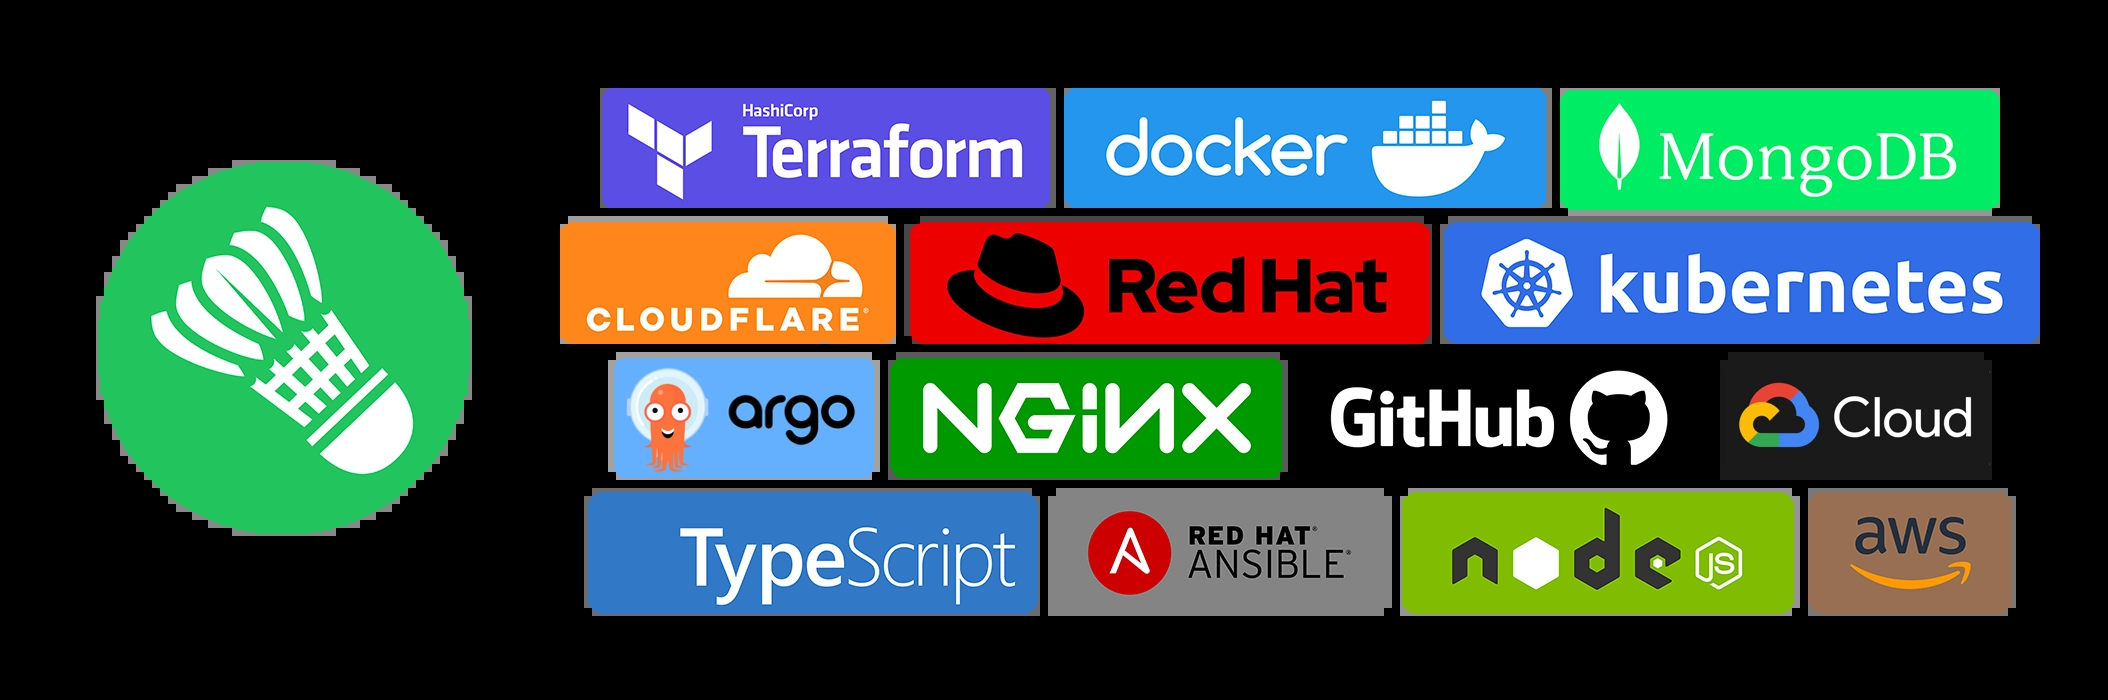 HashiCorp
Terraform
docker
MongoDB
CLOUDFLARE®
Red Hat
kubernetes
argo
NGiNX
GitHub
Cloud
TypeScript
RED HAT®
ANSIBLE®
node
JS
aws